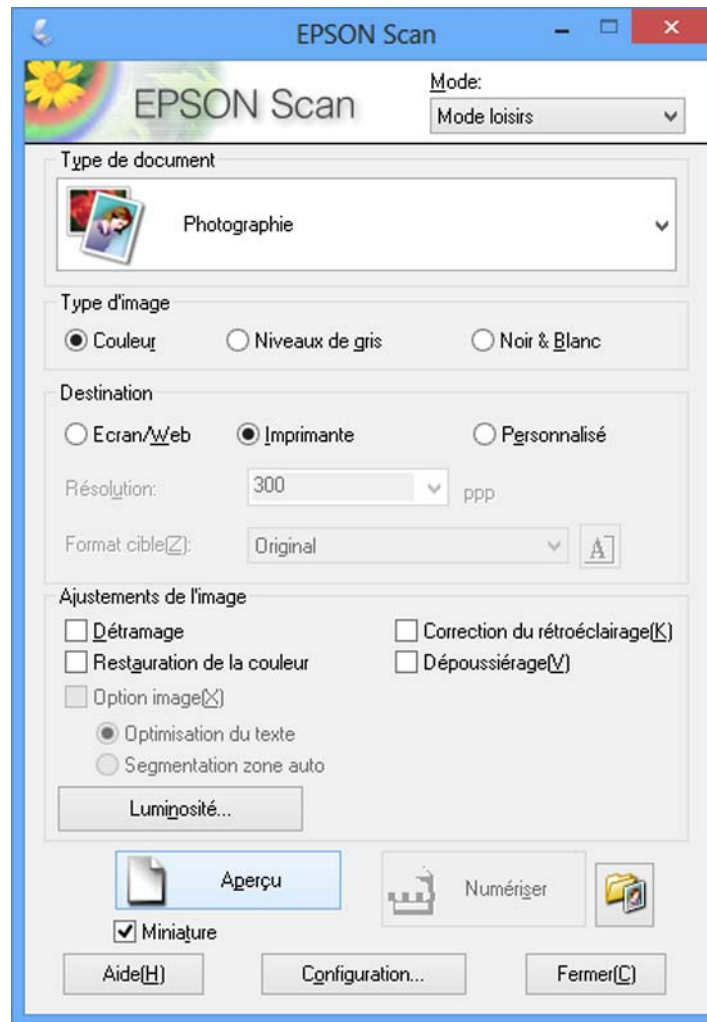 EPSON Scan
EPSON Scan
Mode:
Mode loisirs
Type de document
Photographie
Type d'image
Couleur Niveaux de gris Noir & Blanc
Destination
Ecran/Web Imprimante Personnalisé
Résolution: 300 ppp
Format cible(Z): Original A
Ajustements de l'image
Détramage Correction du rétroéclairage(K)
Restauration de la couleur Dépoussiérage(V)
Option image(X)
Optimisation du texte
Segmentation zone auto
Luminosité...
Aperçu Numériser
Miniature
Aide(H) Configuration... Fermer(C)